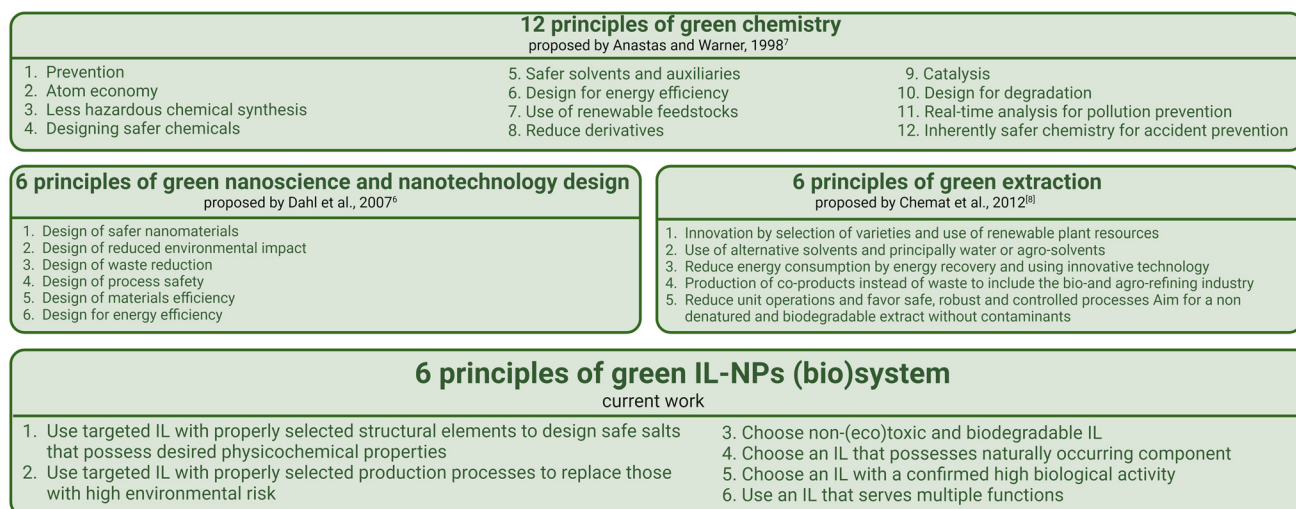 12 principles of green chemistry
proposed by Anastas and Warner, 1998⁷
1. Prevention
2. Atom economy
3. Less hazardous chemical synthesis
4. Designing safer chemicals
5. Safer solvents and auxiliaries
6. Design for energy efficiency
7. Use of renewable feedstocks
8. Reduce derivatives
9. Catalysis
10. Design for degradation
11. Real-time analysis for pollution prevention
12. Inherently safer chemistry for accident prevention
6 principles of green nanoscience and nanotechnology design
proposed by Dahl et al., 2007⁶
1. Design of safer nanomaterials
2. Design of reduced environmental impact
3. Design of waste reduction
4. Design of process safety
5. Design of materials efficiency
6. Design for energy efficiency
6 principles of green extraction
proposed by Chemat et al., 2012[8]
1. Innovation by selection of varieties and use of renewable plant resources
2. Use of alternative solvents and principally water or agro-solvents
3. Reduce energy consumption by energy recovery and using innovative technology
4. Production of co-products instead of waste to include the bio-and agro-refining industry
5. Reduce unit operations and favor safe, robust and controlled processes Aim for a non
denatured and biodegradable extract without contaminants
6 principles of green IL-NPs (bio)system
current work
1. Use targeted IL with properly selected structural elements to design safe salts
that possess desired physicochemical properties
2. Use targeted IL with properly selected production processes to replace those
with high environmental risk
3. Choose non-(eco)toxic and biodegradable IL
4. Choose an IL that possesses naturally occurring component
5. Choose an IL with a confirmed high biological activity
6. Use an IL that serves multiple functions